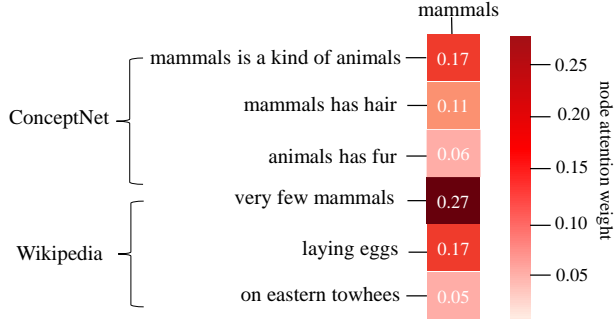 mammals
mammals is a kind of animals
0.17
mammals has hair
0.11
ConceptNet
animals has fur
0.06
very few mammals
0.27
Wikipedia
laying eggs
0.17
on eastern towhees
0.05
0.25
0.20
0.15
0.10
0.05
node attention weight